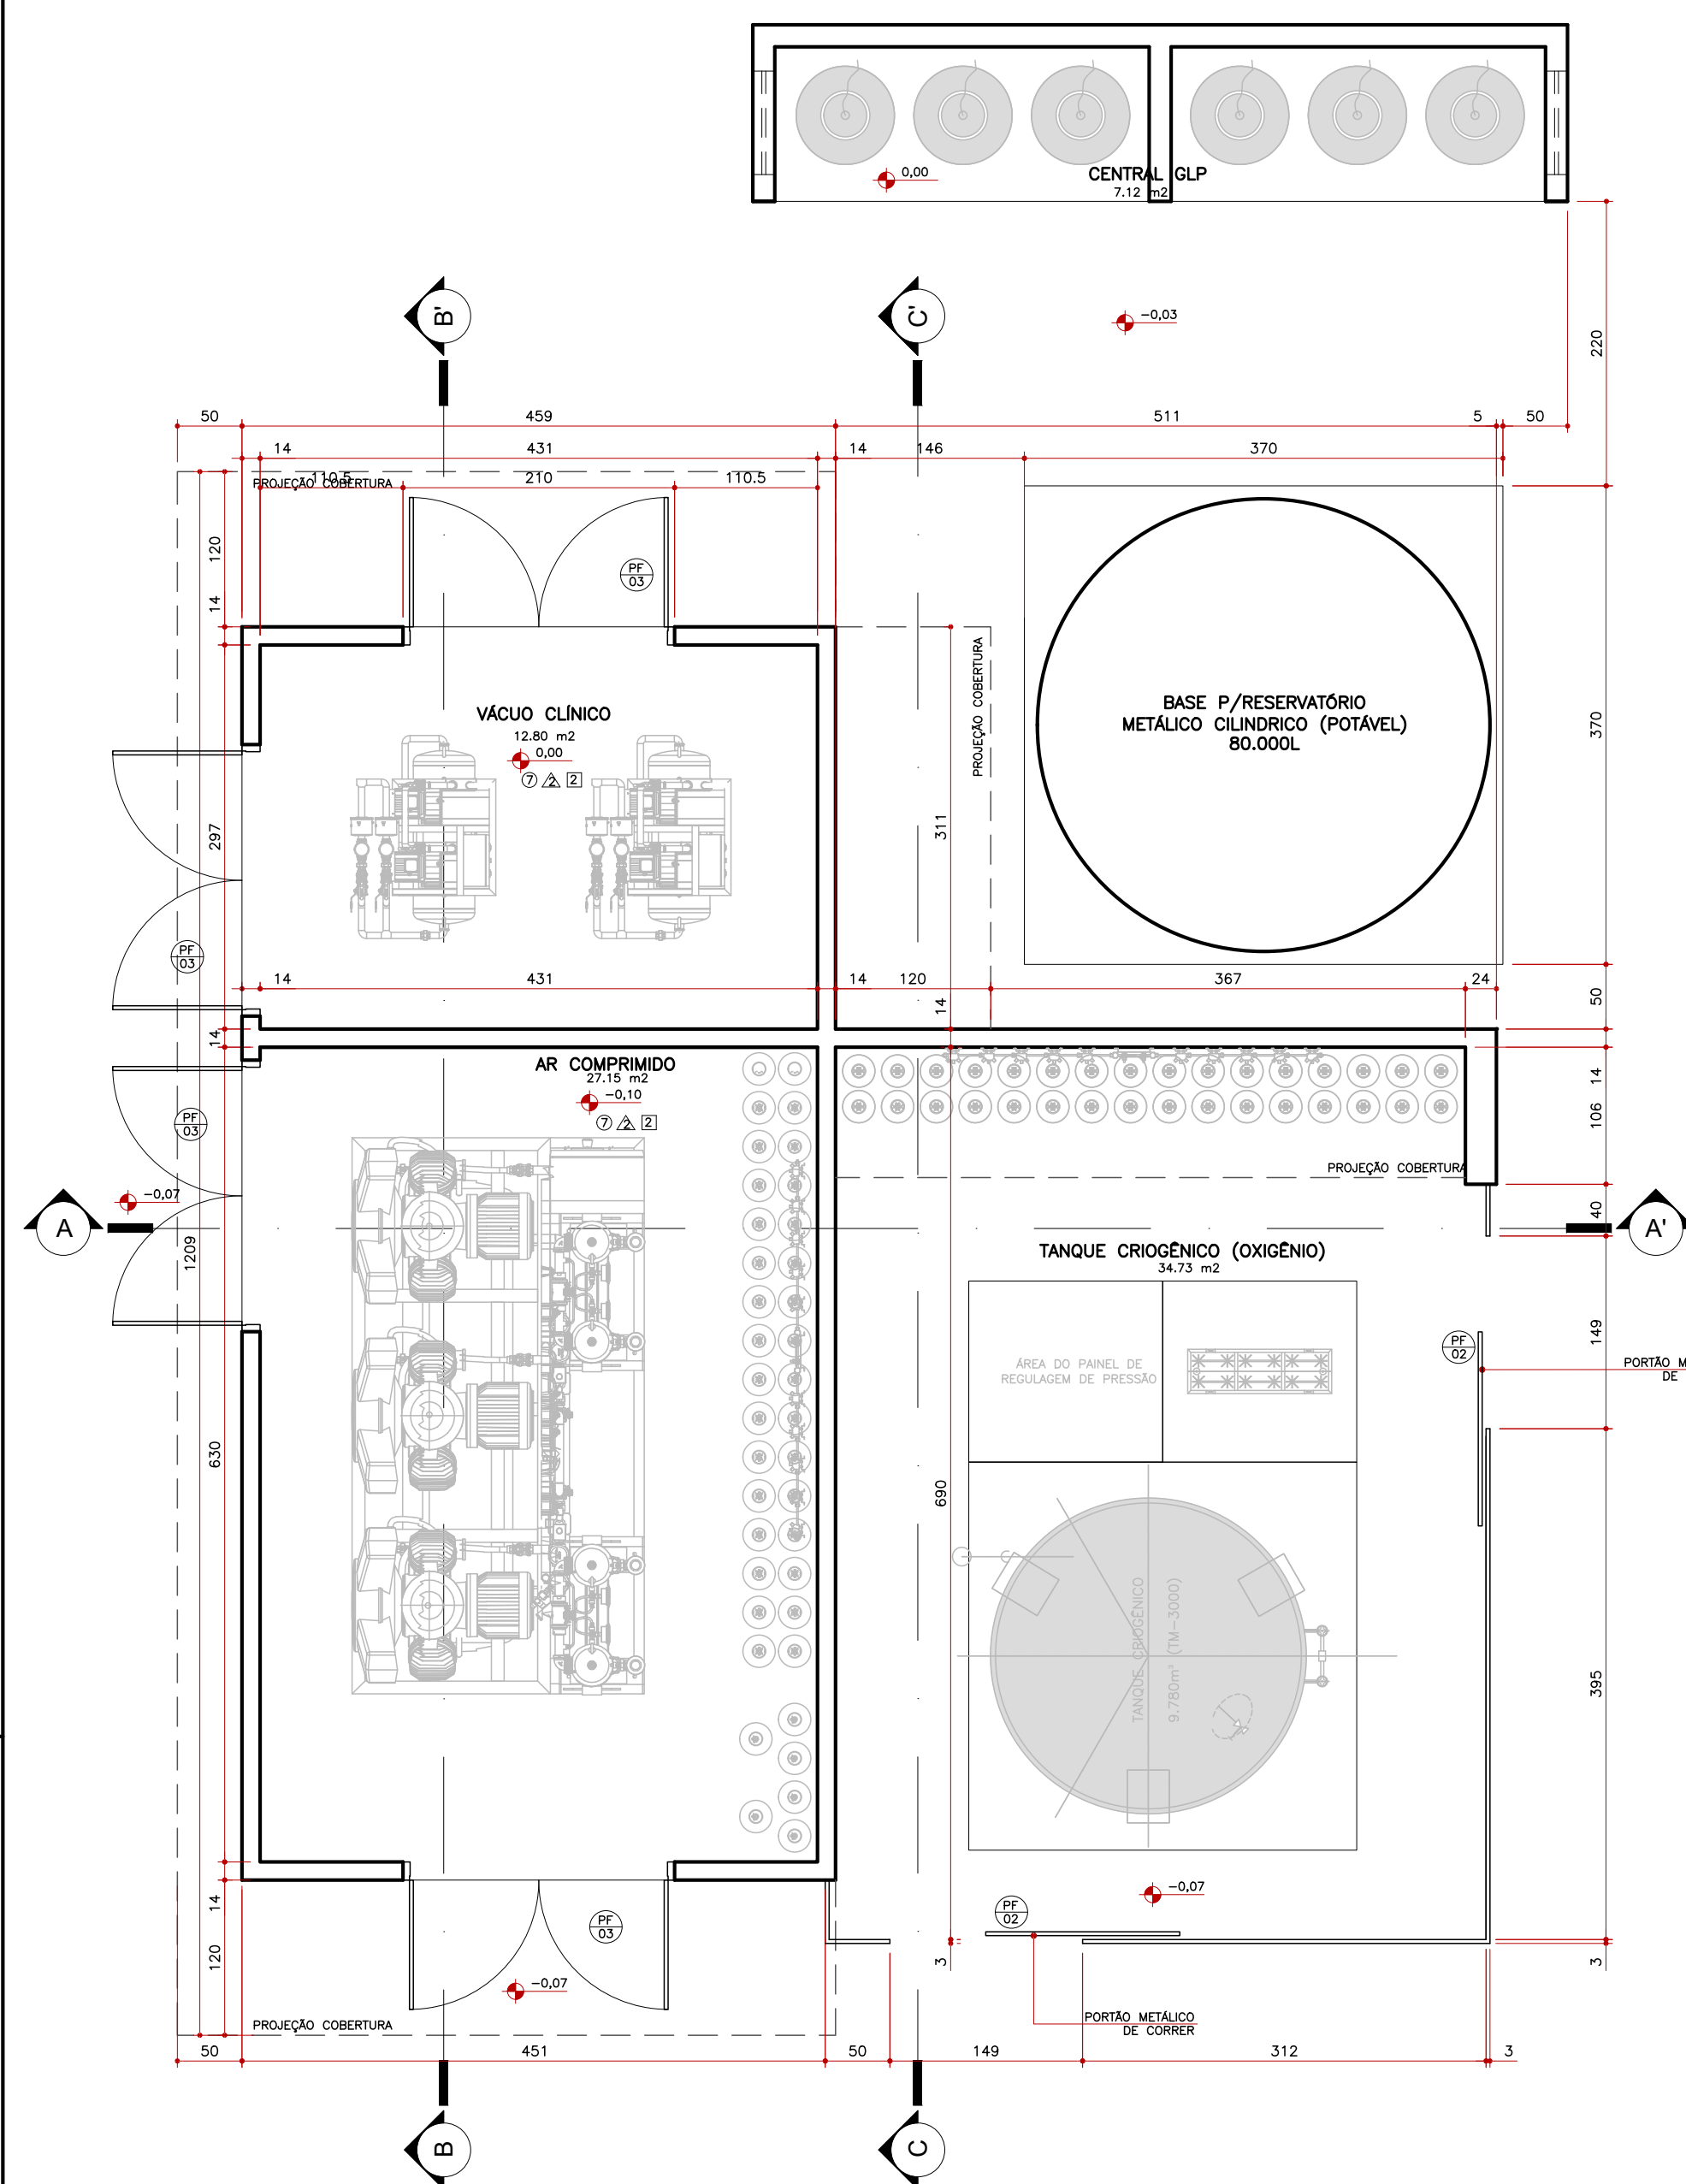 CENTRAL GLP
7.12 m2
0,00
B'
C'
-0,03
220
50
459
511
5
50
14
431
14
146
370
110.5
210
110.5
PROJEÇÃO COBERTURA
120
14
PF
03
PROJEÇÃO COBERTURA
VÁCUO CLÍNICO
12.80 m2
0,00
7
2
2
BASE P/RESERVATÓRIO
METÁLICO CILINDRICO (POTÁVEL)
80.000L
370
297
311
PF
03
14
431
14
120
367
24
50
14
14
AR COMPRIMIDO
27.15 m2
-0,10
7
2
2
14
106
PF
03
PROJEÇÃO COBERTURA
-0,07
40
A
A'
1209
TANQUE CRIOGÊNICO (OXIGÊNIO)
34.73 m2
149
PF
02
ÁREA DO PAINEL DE
REGULAGEM DE PRESSÃO
PORTÃO M
DE
630
690
TANQUE CRIOGÊNICO
9.780m³ (TM-3000)
395
-0,07
14
PF
02
PF
03
120
3
3
-0,07
PORTÃO METÁLICO
DE CORRER
PROJEÇÃO COBERTURA
50
451
50
149
312
3
B
C